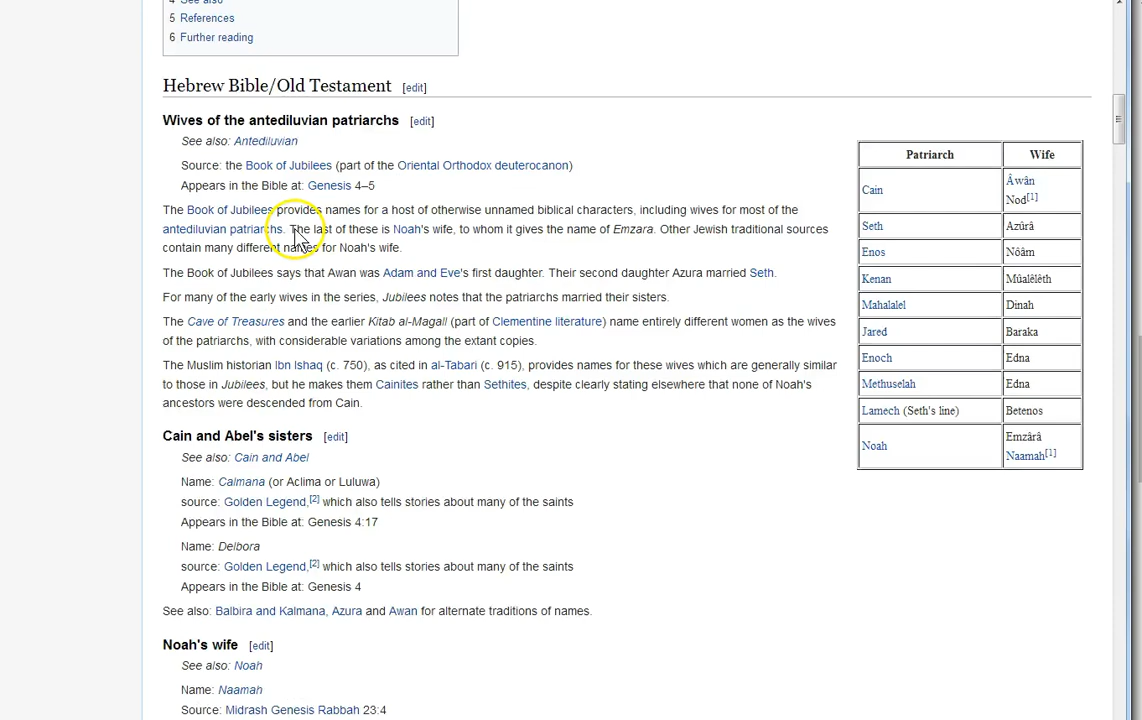 4 See also
5 References
6 Further reading
Hebrew Bible/Old Testament [edit]
Wives of the antediluvian patriarchs [edit]
See also: Antediluvian
Source: the Book of Jubilees (part of the Oriental Orthodox deuterocanon)
Appears in the Bible at: Genesis 4–5
The Book of Jubilees provides names for a host of otherwise unnamed biblical characters, including wives for most of the
antediluvian patriarchs. The last of these is Noah's wife, to whom it gives the name of Emzara. Other Jewish traditional sources
contain many different names for Noah's wife.
The Book of Jubilees says that Awan was Adam and Eve's first daughter. Their second daughter Azura married Seth.
For many of the early wives in the series, Jubilees notes that the patriarchs married their sisters.
The Cave of Treasures and the earlier Kitab al-Magall (part of Clementine literature) name entirely different women as the wives
of the patriarchs, with considerable variations among the extant copies.
The Muslim historian Ibn Ishaq (c. 750), as cited in al-Tabari (c. 915), provides names for these wives which are generally similar
to those in Jubilees, but he makes them Cainites rather than Sethites, despite clearly stating elsewhere that none of Noah's
ancestors were descended from Cain.
Patriarch Wife
Cain Âwân
Nod[1]
Seth Azûrâ
Enos Nôâm
Kenan Mûalêlêth
Mahalalel Dinah
Jared Baraka
Enoch Edna
Methuselah Edna
Lamech (Seth's line) Betenos
Noah Emzârâ
Naamah[1]
Cain and Abel's sisters [edit]
See also: Cain and Abel
Name: Calmana (or Aclima or Luluwa)
source: Golden Legend,[2] which also tells stories about many of the saints
Appears in the Bible at: Genesis 4:17
Name: Delbora
source: Golden Legend,[2] which also tells stories about many of the saints
Appears in the Bible at: Genesis 4
See also: Balbira and Kalmana, Azura and Awan for alternate traditions of names.
Noah's wife [edit]
See also: Noah
Name: Naamah
Source: Midrash Genesis Rabbah 23:4